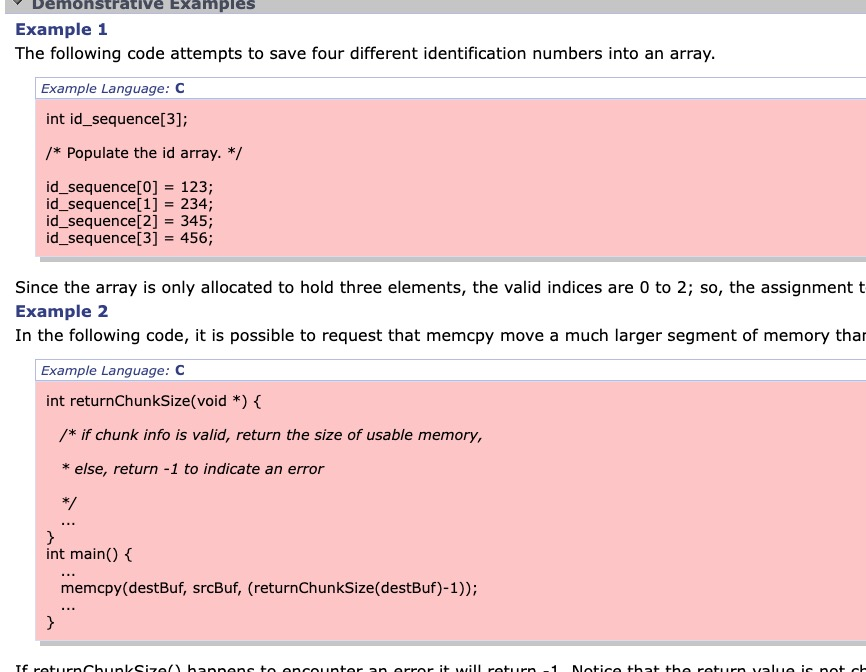 Demonstrative Examples
Example 1
The following code attempts to save four different identification numbers into an array.
Example Language: C
int id_sequence[3];
/* Populate the id array. */
id_sequence[0] = 123;
id_sequence[1] = 234;
id_sequence[2] = 345;
id_sequence[3] = 456;
Since the array is only allocated to hold three elements, the valid indices are 0 to 2; so, the assignment
Example 2
In the following code, it is possible to request that memcpy move a much larger segment of memory than
Example Language: C
int returnChunkSize(void *) {
/* if chunk info is valid, return the size of usable memory,
* else, return -1 to indicate an error
*/
...
}
int main() {
...
memcpy(destBuf, srcBuf, (returnChunkSize(destBuf)-1));
...
}
If returnChunkSize() happens to encounter an error it will return -1. Notice that the return value is not